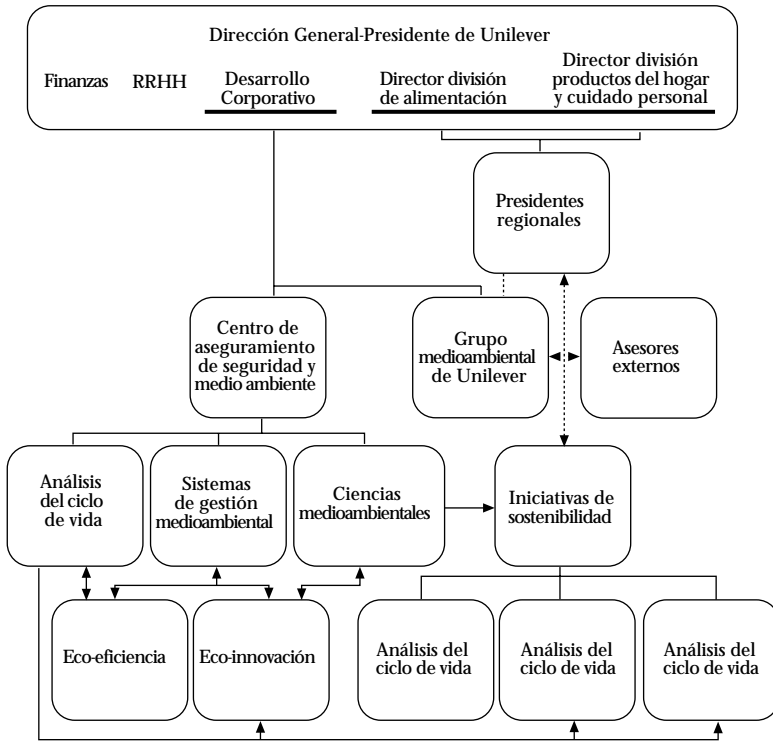 Dirección General-Presidente de Unilever
Finanzas
RRHH
Desarrollo
Corporativo
Director división
de alimentación
Director división
productos del hogar
y cuidado personal
Presidentes
regionales
Centro de
aseguramiento
de seguridad y
medio ambiente
Grupo
medioambiental
de Unilever
Asesores
externos
Análisis
del ciclo
de vida
Sistemas
de gestión
medioambiental
Ciencias
medioambientales
Iniciativas de
sostenibilidad
Eco-eficiencia
Eco-innovación
Análisis del
ciclo de vida
Análisis del
ciclo de vida
Análisis del
ciclo de vida